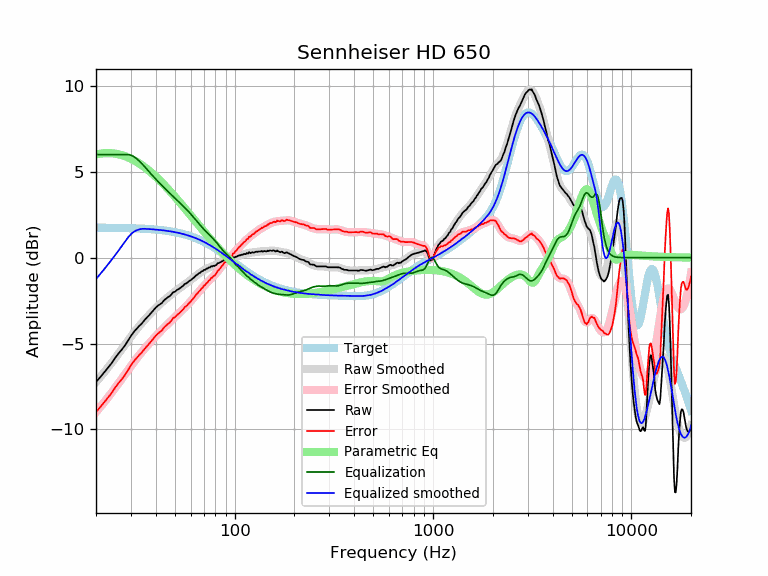 Sennheiser HD 650
10
5
0
−5
−10
Amplitude (dBr)
Target
Raw Smoothed
Error Smoothed
Raw
Error
Parametric Eq
Equalization
Equalized smoothed
100
1000
10000
Frequency (Hz)